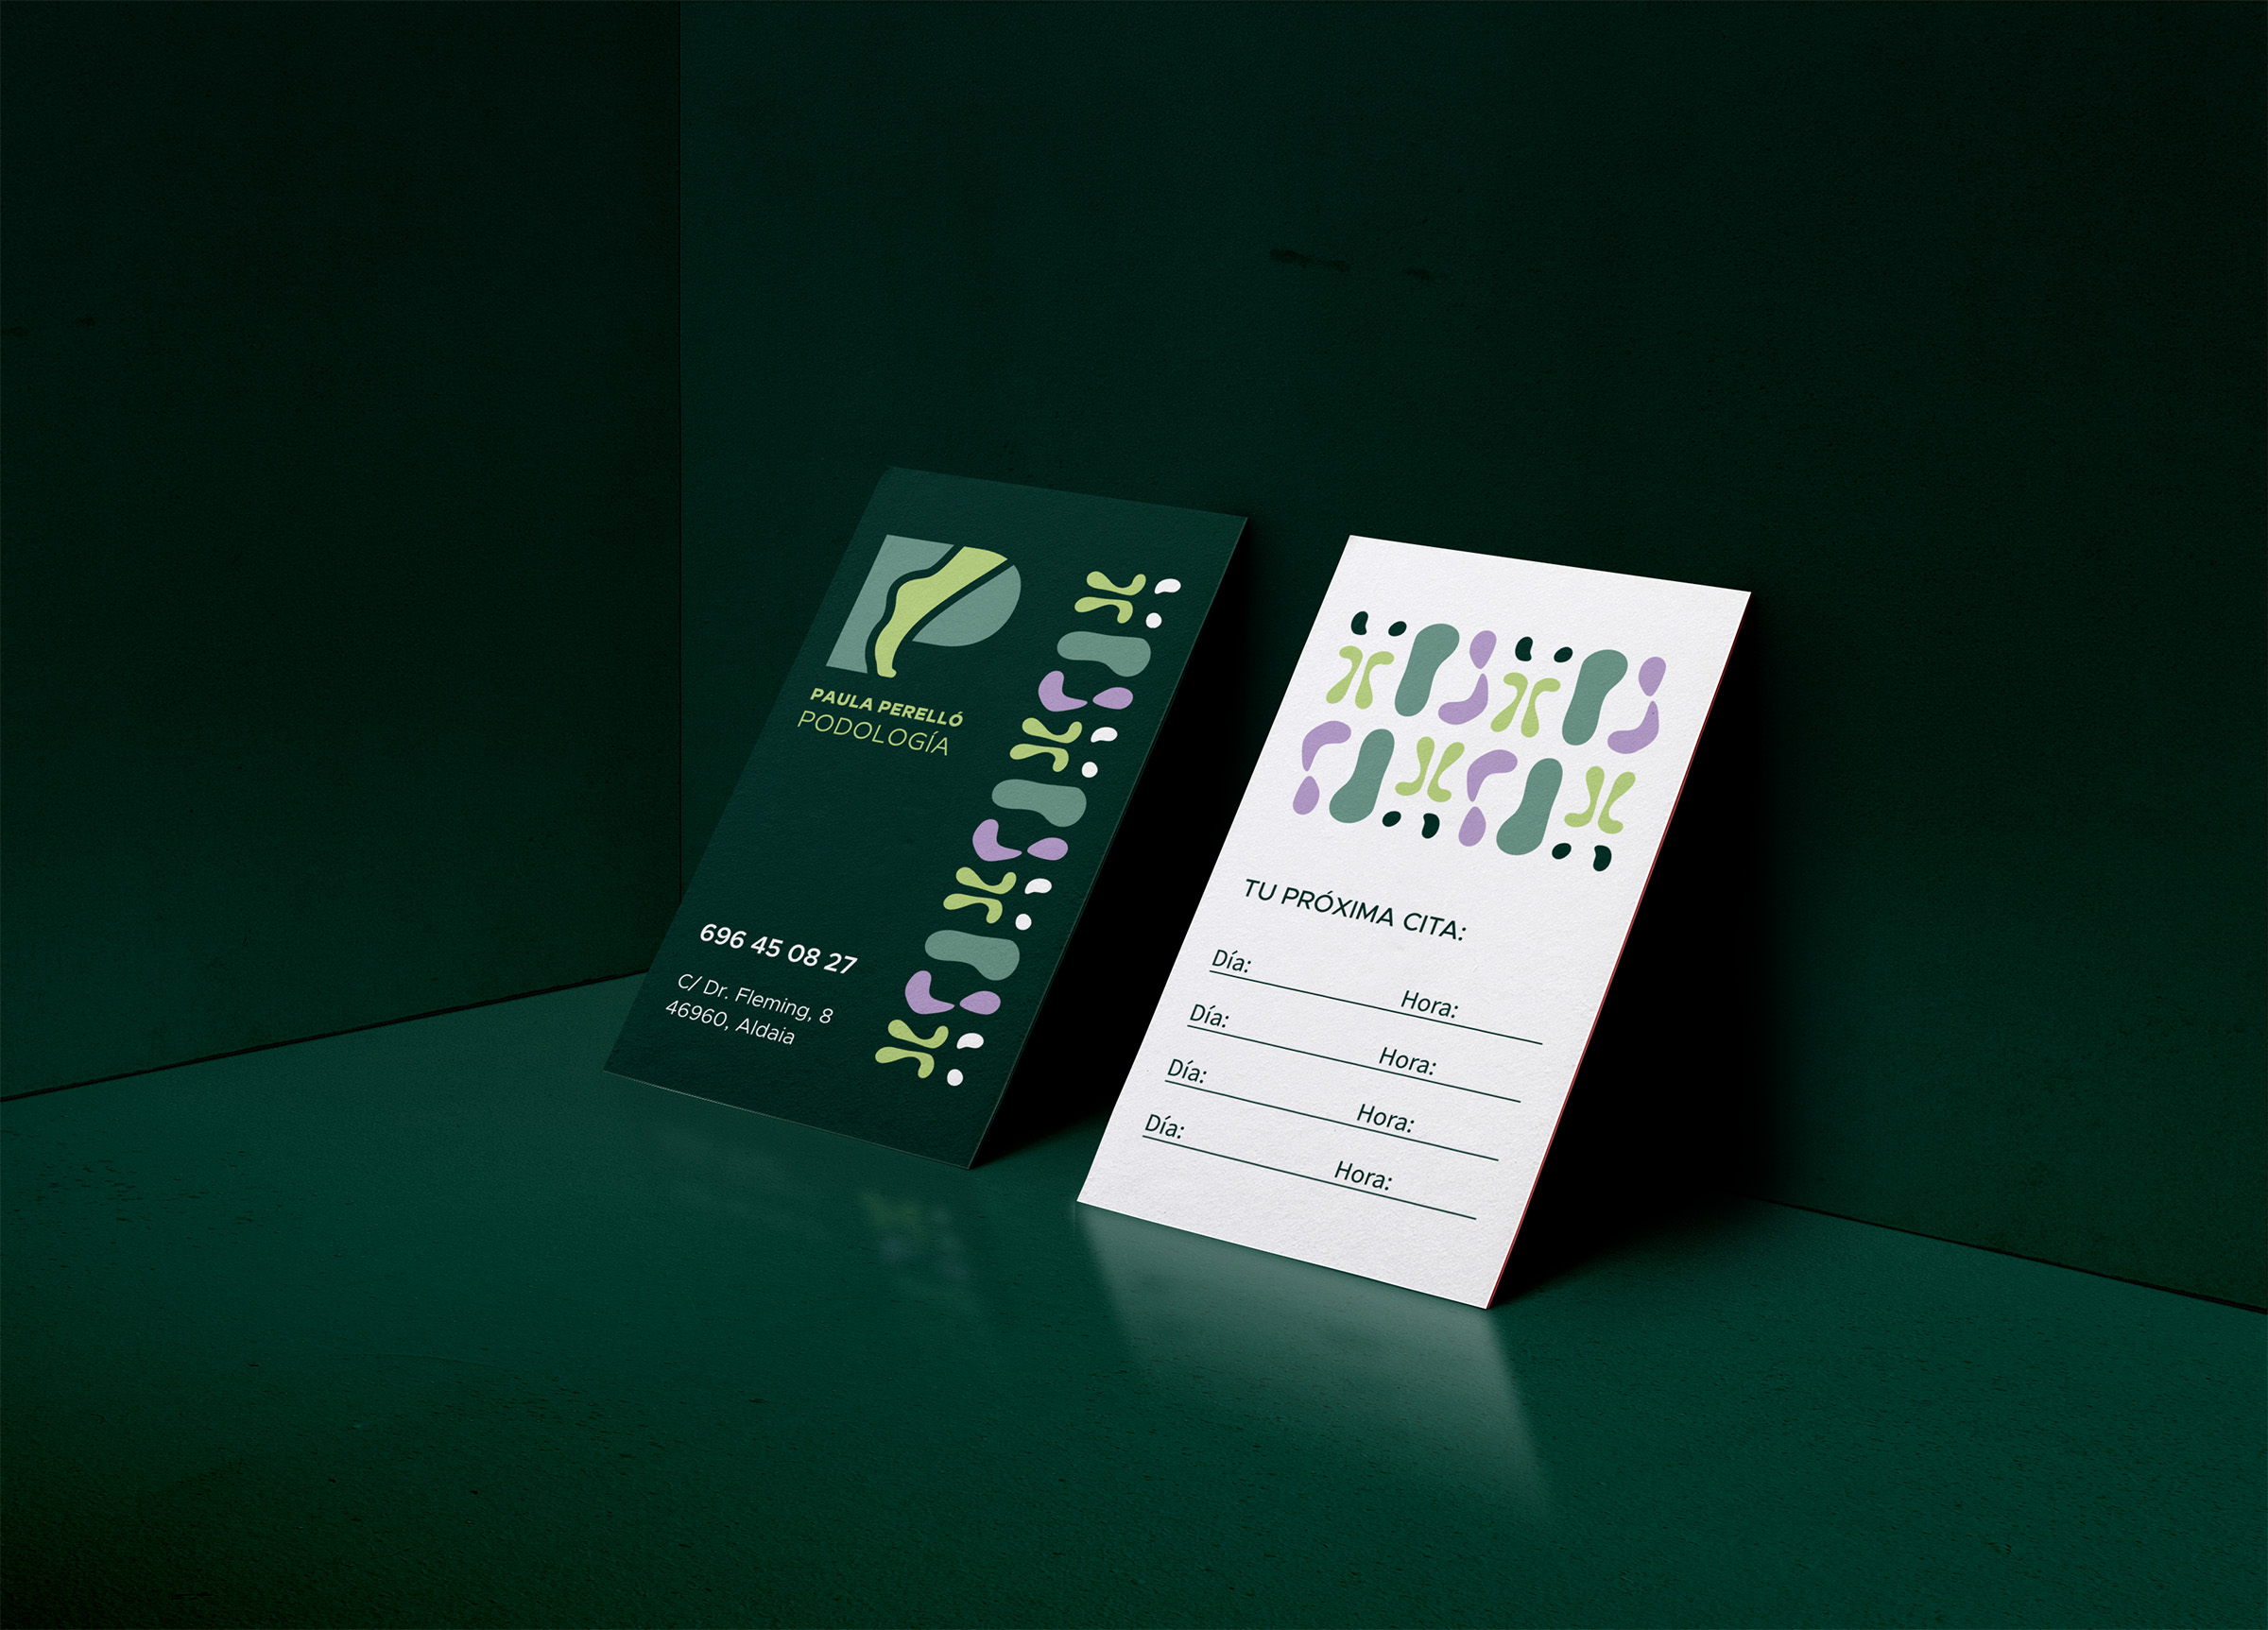 PAULA PERELLÓ
PODOLOGÍA
696 45 08 27
C/ Dr. Fleming, 8
46960, Aldaia
TU PRÓXIMA CITA:
Día:
Hora:
Día:
Hora:
Día:
Hora:
Día:
Hora: